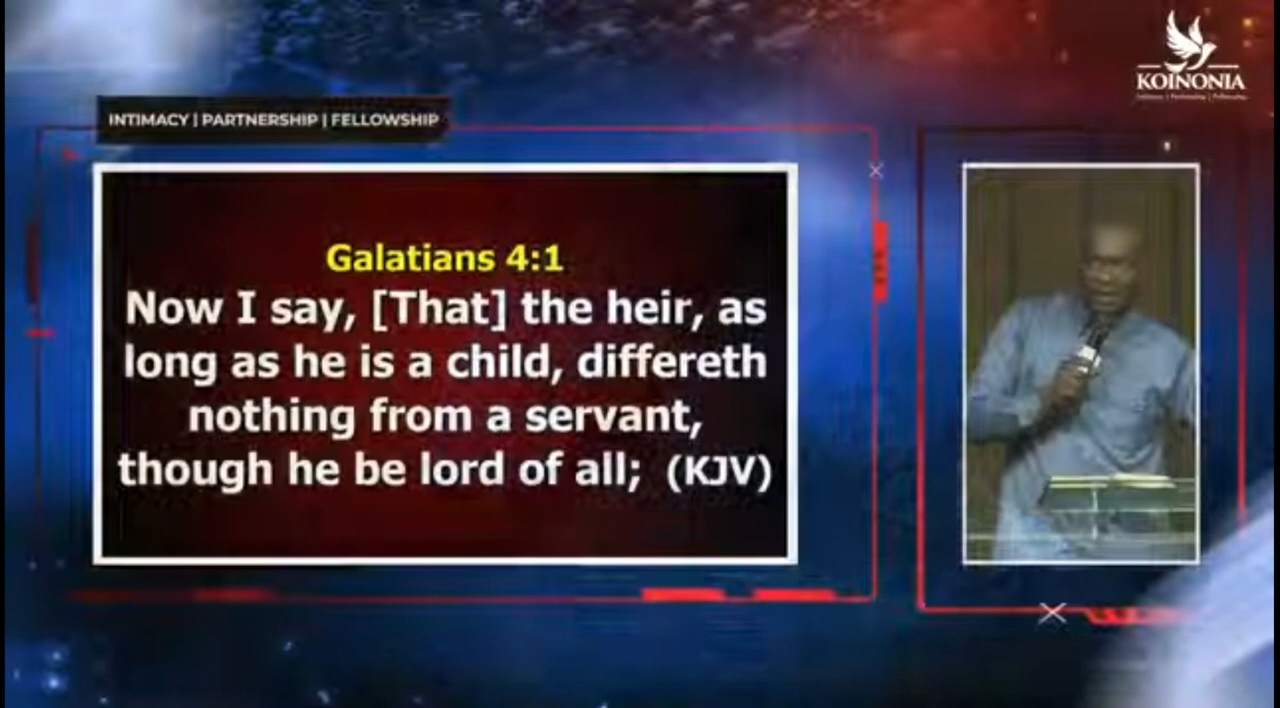 KOINONIA
INTIMACY | PARTNERSHIP | FELLOWSHIP
Galatians 4:1
Now I say, [That] the heir, as
long as he is a child, differeth
nothing from a servant,
though he be lord of all; (KJV)